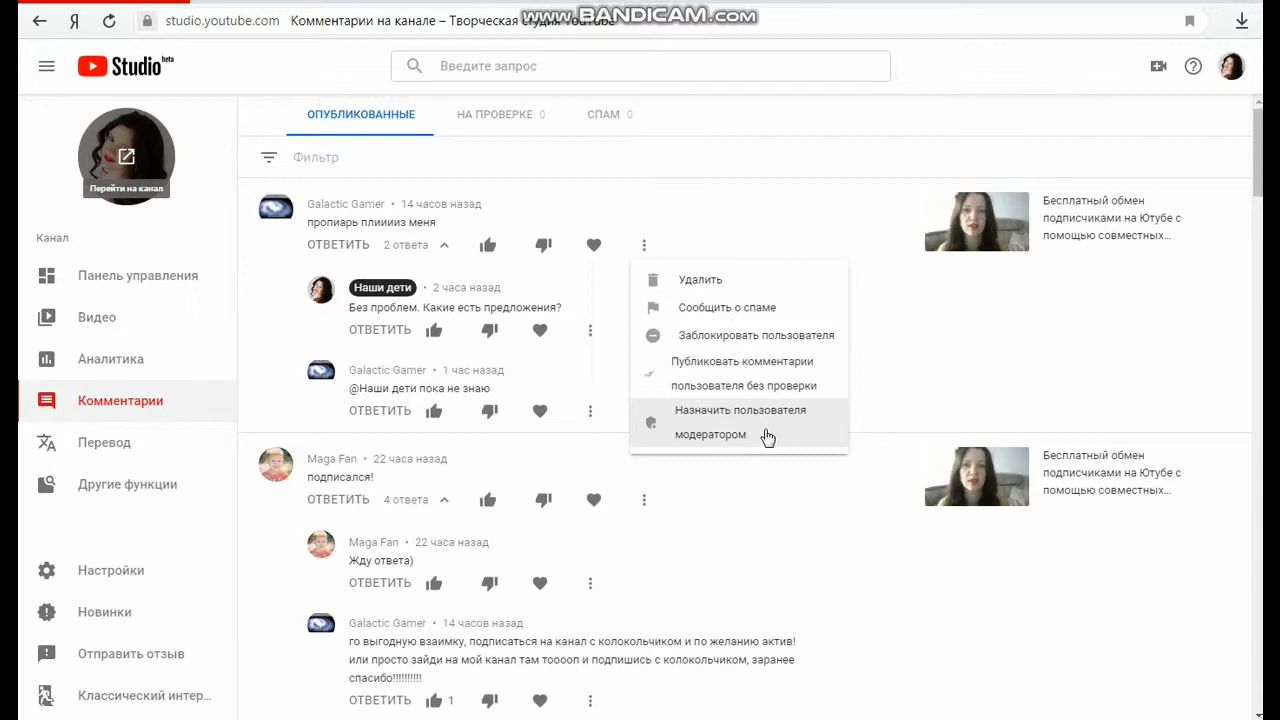 studio.youtube.com Комментарии на канале – Творческая студия YouTube
www.BANDICAM.com
Studio beta
Введите запрос
ОПУБЛИКОВАННЫЕ НА ПРОВЕРКЕ 0 СПАМ 0
Фильтр
Перейти на канал
Канал
Панель управления
Видео
Аналитика
Комментарии
Перевод
Другие функции
Настройки
Новинки
Отправить отзыв
Классический интер...
Galactic Gamer • 14 часов назад
пропиарь плииииз меня
ОТВЕТИТЬ 2 ответа
Бесплатный обмен
подписчиками на Ютубе с
помощью совместных...
Наши дети • 2 часа назад
Без проблем. Какие есть предложения?
ОТВЕТИТЬ
Galactic Gamer • 1 час назад
@Наши дети пока не знаю
ОТВЕТИТЬ
Удалить
Сообщить о спаме
Заблокировать пользователя
Публиковать комментарии
пользователя без проверки
Назначить пользователя
модератором
Maga Fan • 22 часа назад
подписался!
ОТВЕТИТЬ 4 ответа
Бесплатный обмен
подписчиками на Ютубе с
помощью совместных...
Maga Fan • 22 часа назад
Жду ответа)
ОТВЕТИТЬ
Galactic Gamer • 14 часов назад
го выгодную взаимку, подписаться на канал с колокольчиком и по желанию актив!
или просто зайди на мой канал там тоооoп и подпишись с колокольчиком, заранее
спасибо!!!!!!!!!!
ОТВЕТИТЬ 1